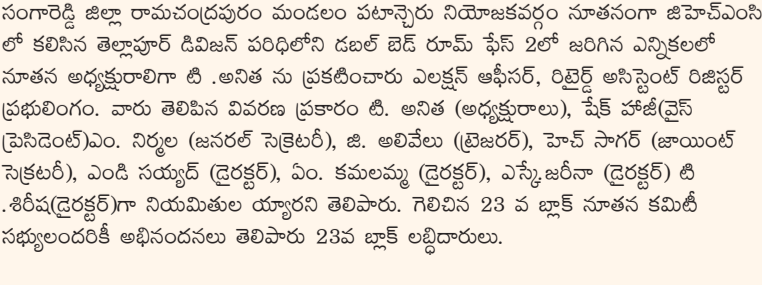 సంగారెడ్డి జిల్లా రామచంద్రపురం మండలం పటాన్చెరు నియోజకవర్గం నూతనంగా జిహెచ్ఎంసి
లో కలిసిన తెల్లాపూర్ డివిజన్ పరిధిలోని డబల్ బెడ్ రూమ్ ఫేస్ 2లో జరిగిన ఎన్నికలలో
నూతన అధ్యక్షురాలిగా టి .అనిత ను ప్రకటించారు ఎలక్షన్ ఆఫీసర్, రిటైర్డ్ అసిస్టెంట్ రిజిస్టర్
ప్రభులింగం. వారు తెలిపిన వివరణ ప్రకారం టి. అనిత (అధ్యక్షురాలు), షేక్ హాజీ(వైస్
ప్రెసిడెంట్)ఎం. నిర్మల (జనరల్ సెక్రెటరీ), జి. అలివేలు (ట్రెజరర్), హెచ్ సాగర్ (జాయింట్
సెక్రటరీ), ఎండి సయ్యద్ (డైరక్టర్), ఏం. కమలమ్మ (డైరక్టర్), ఎస్కే.జరీనా (డైరక్టర్) టి
.శిరీష(డైరక్టర్)గా నియమితుల య్యారని తెలిపారు. గెలిచిన 23 వ బ్లాక్ నూతన కమిటీ
సభ్యులందరికీ అభినందనలు తెలిపారు 23వ బ్లాక్ లబ్ధిదారులు.